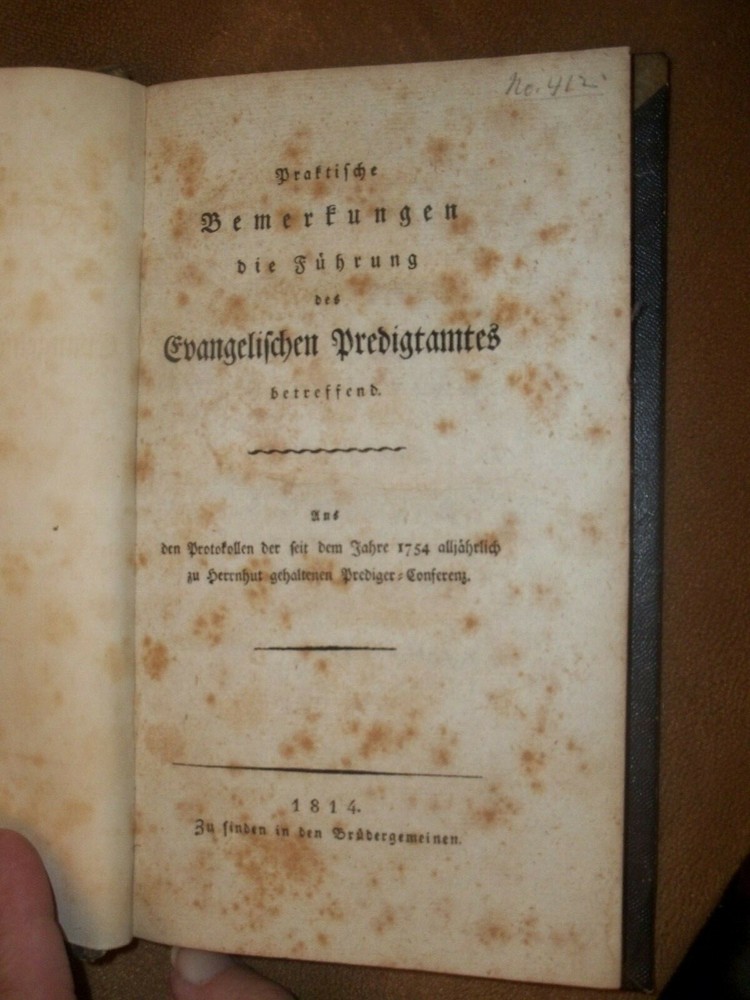 No. 412.
Praktische
Bemerkungen
die Führung
des
Evangelischen Predigtamtes
betreffend.
Aus
den Protokollen der seit dem Jahre 1754 alljährlich
zu Herrnhut gehaltenen Prediger-Conferenz.
1814.
Zu finden in den Brüdergemeinen.